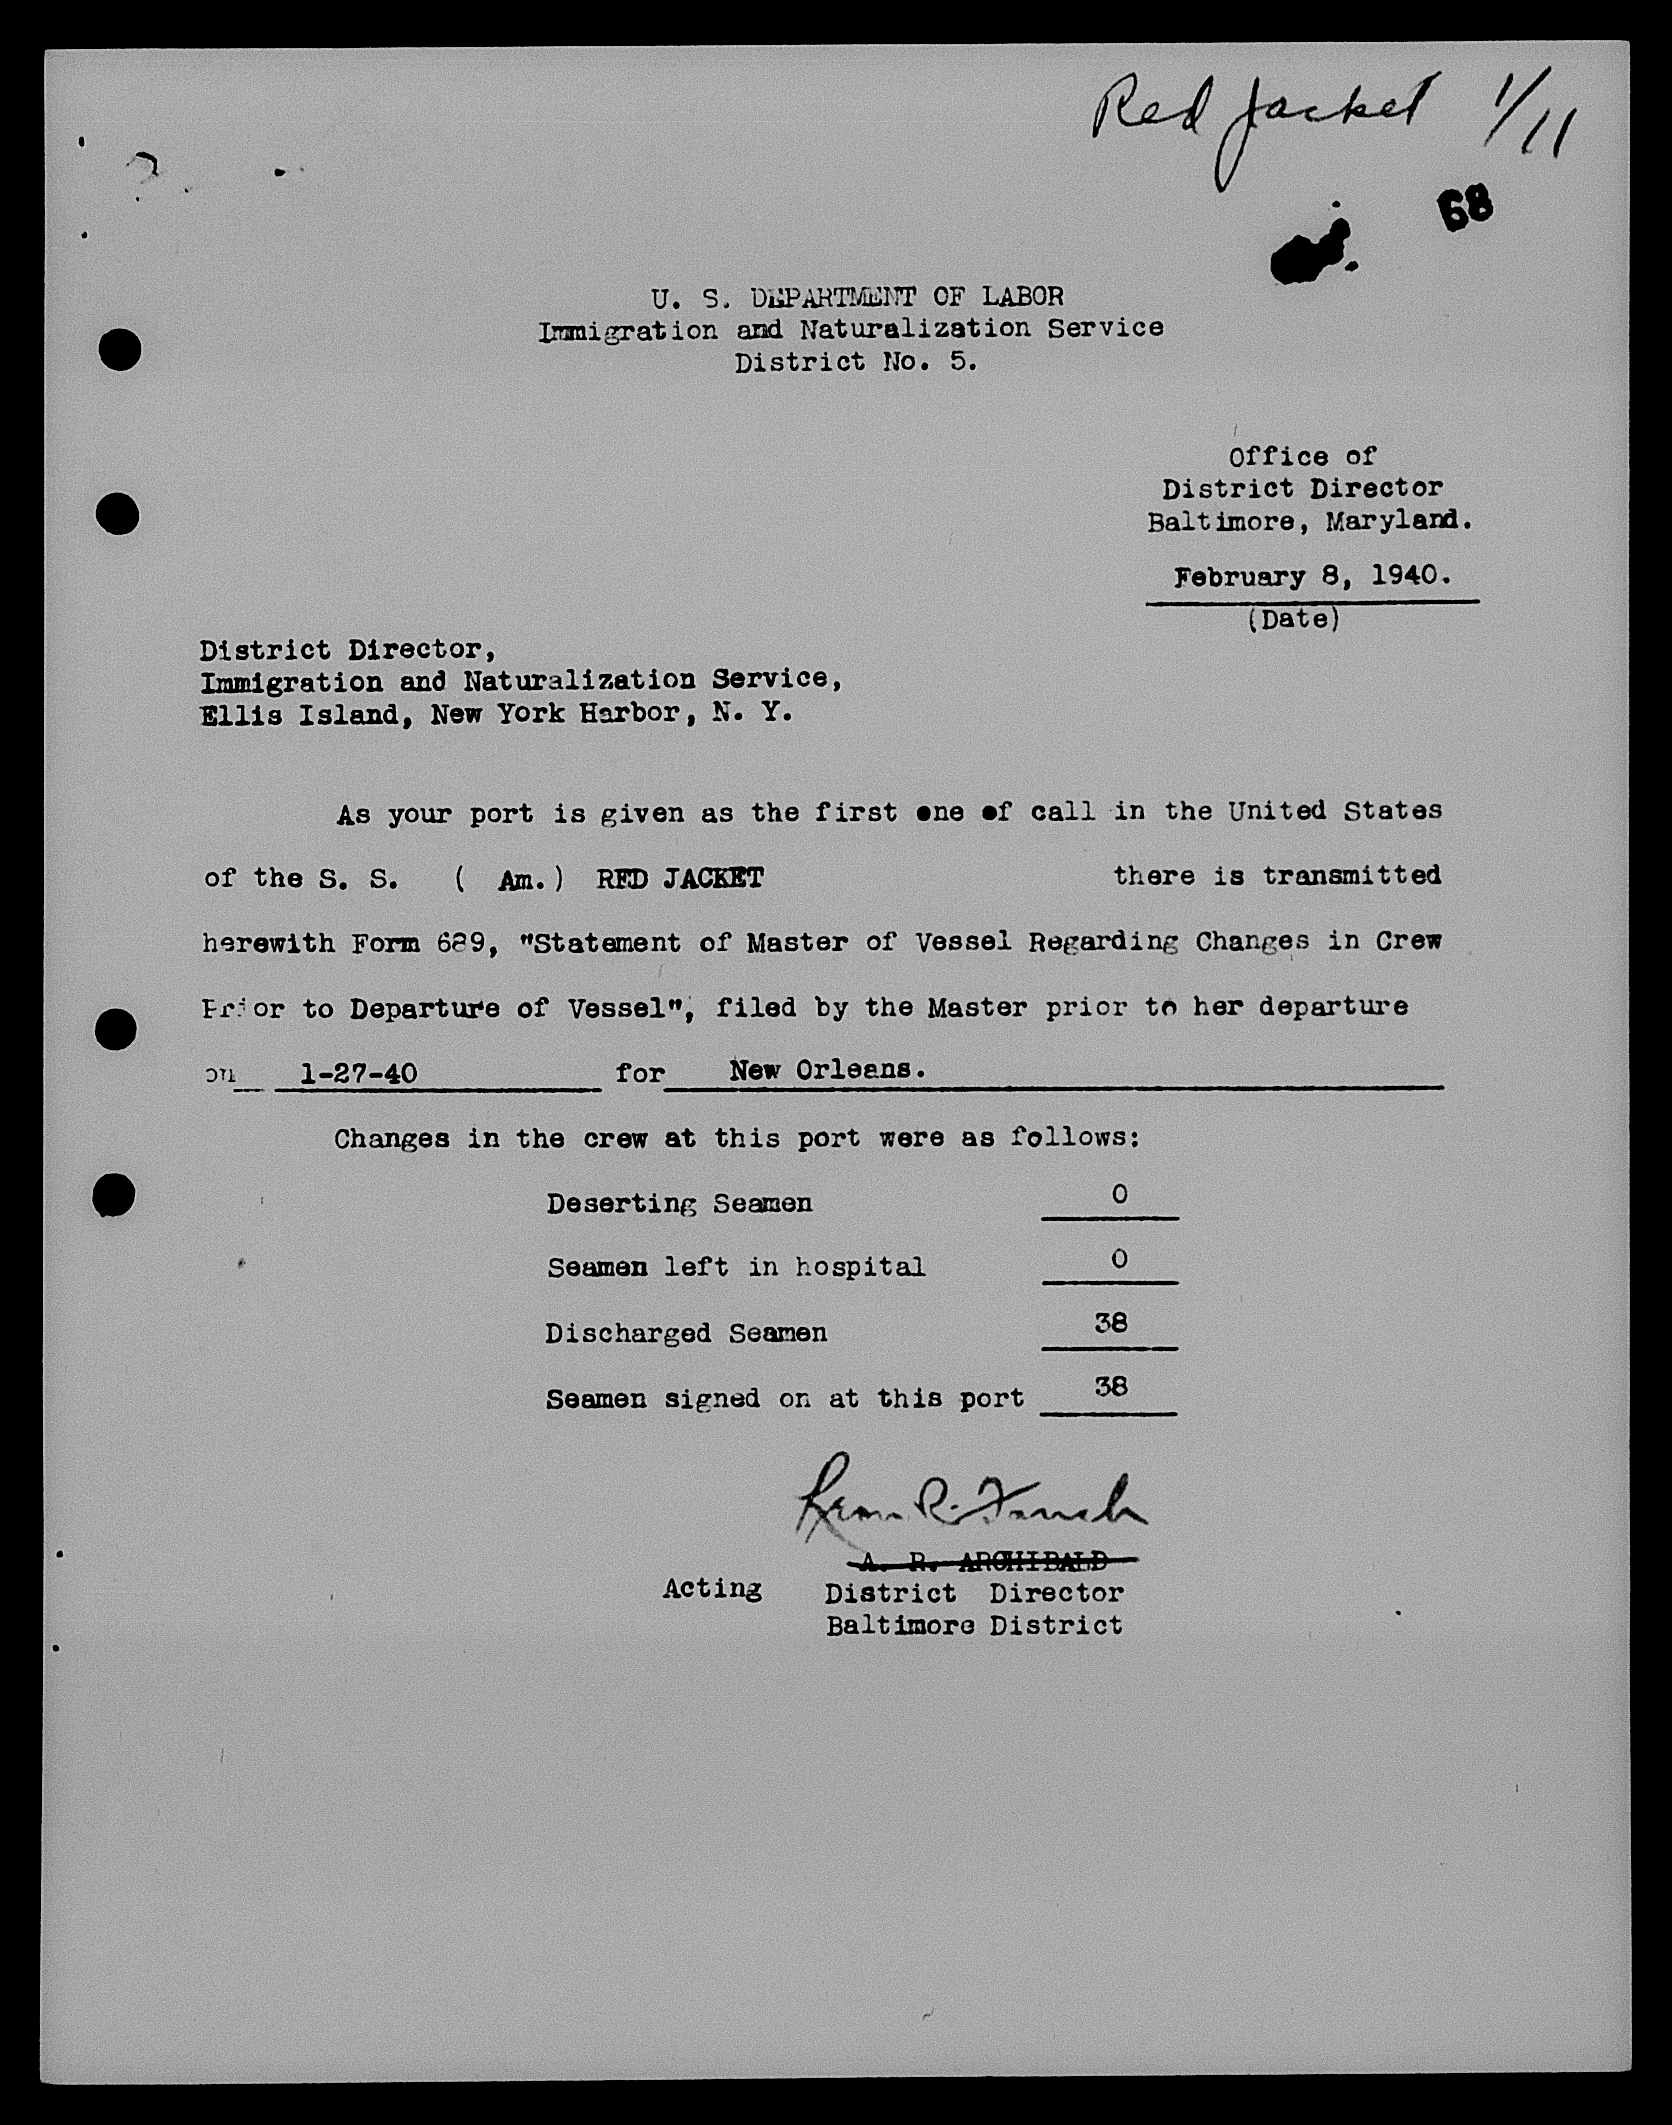 Red Jacket 1/11
68
U. S. DEPARTMENT OF LABOR
Immigration and Naturalization Service
District No. 5.
Office of
District Director
Baltimore, Maryland.
February 8, 1940.
(Date)
District Director,
Immigration and Naturalization Service,
Ellis Island, New York Harbor, N. Y.
As your port is given as the first one of call in the United States
of the S. S. ( Am.) RED JACKET there is transmitted
herewith Form 689, "Statement of Master of Vessel Regarding Changes in Crew
Prior to Departure of Vessel", filed by the Master prior to her departure
on 1-27-40 for New Orleans.
Changes in the crew at this port were as follows:
Deserting Seamen 0
Seamen left in hospital 0
Discharged Seamen 38
Seamen signed on at this port 38
R.
A. R. ARCHIBALD
Acting District Director
Baltimore District